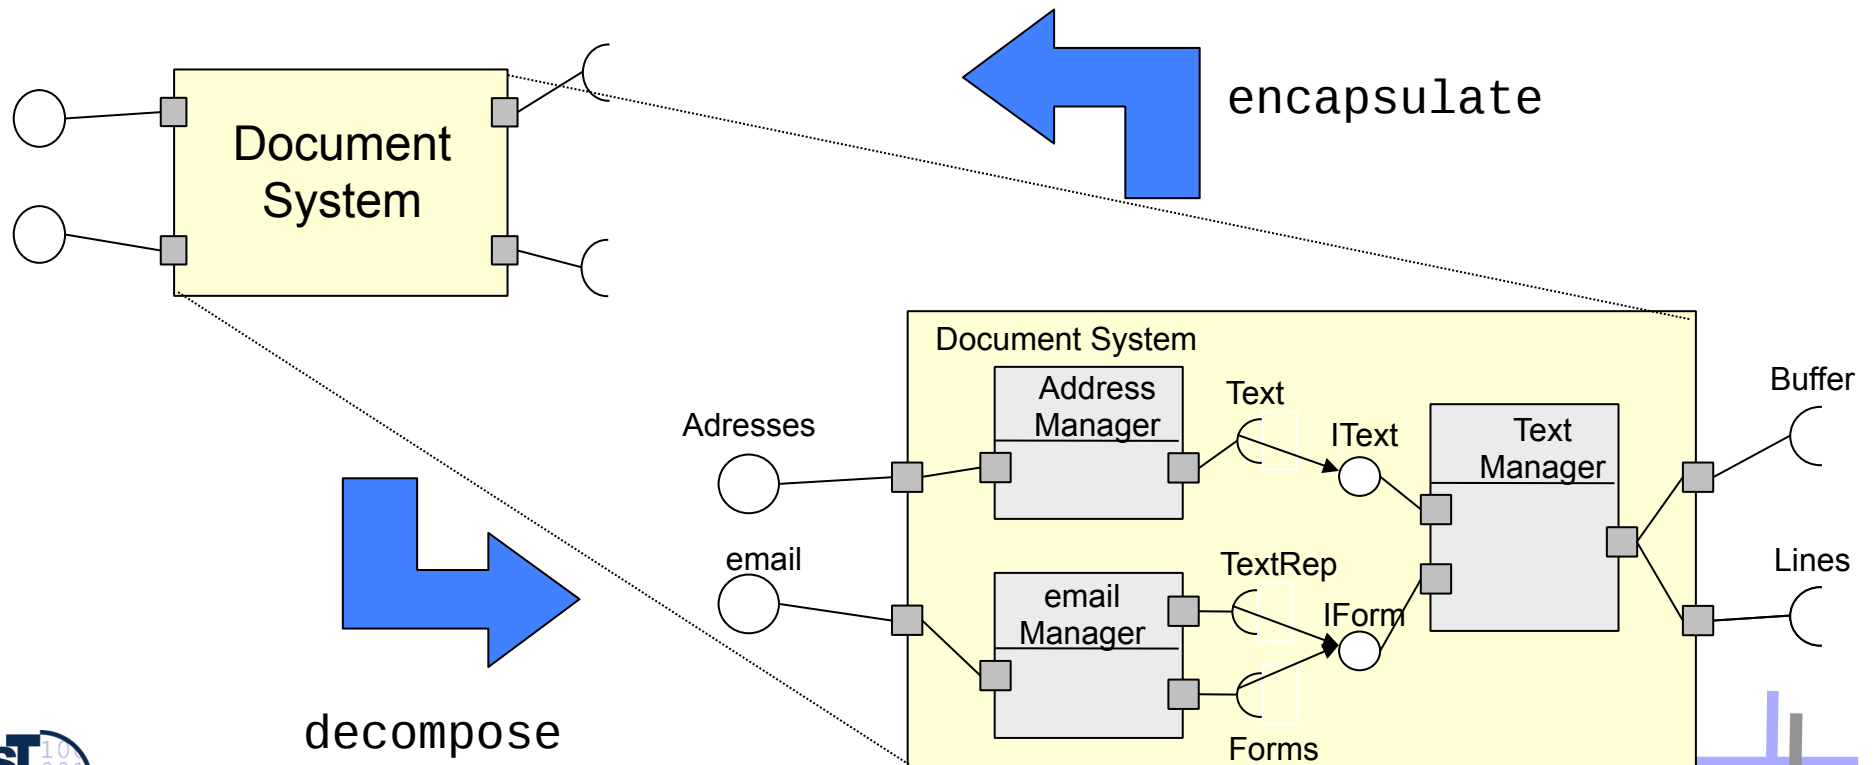 encapsulate
Document
System
Document System
Address
Manager
Text
IText
Text
Manager
Buffer
Adresses
email
TextRep
IForm
email
Manager
Lines
Forms
decompose
ST